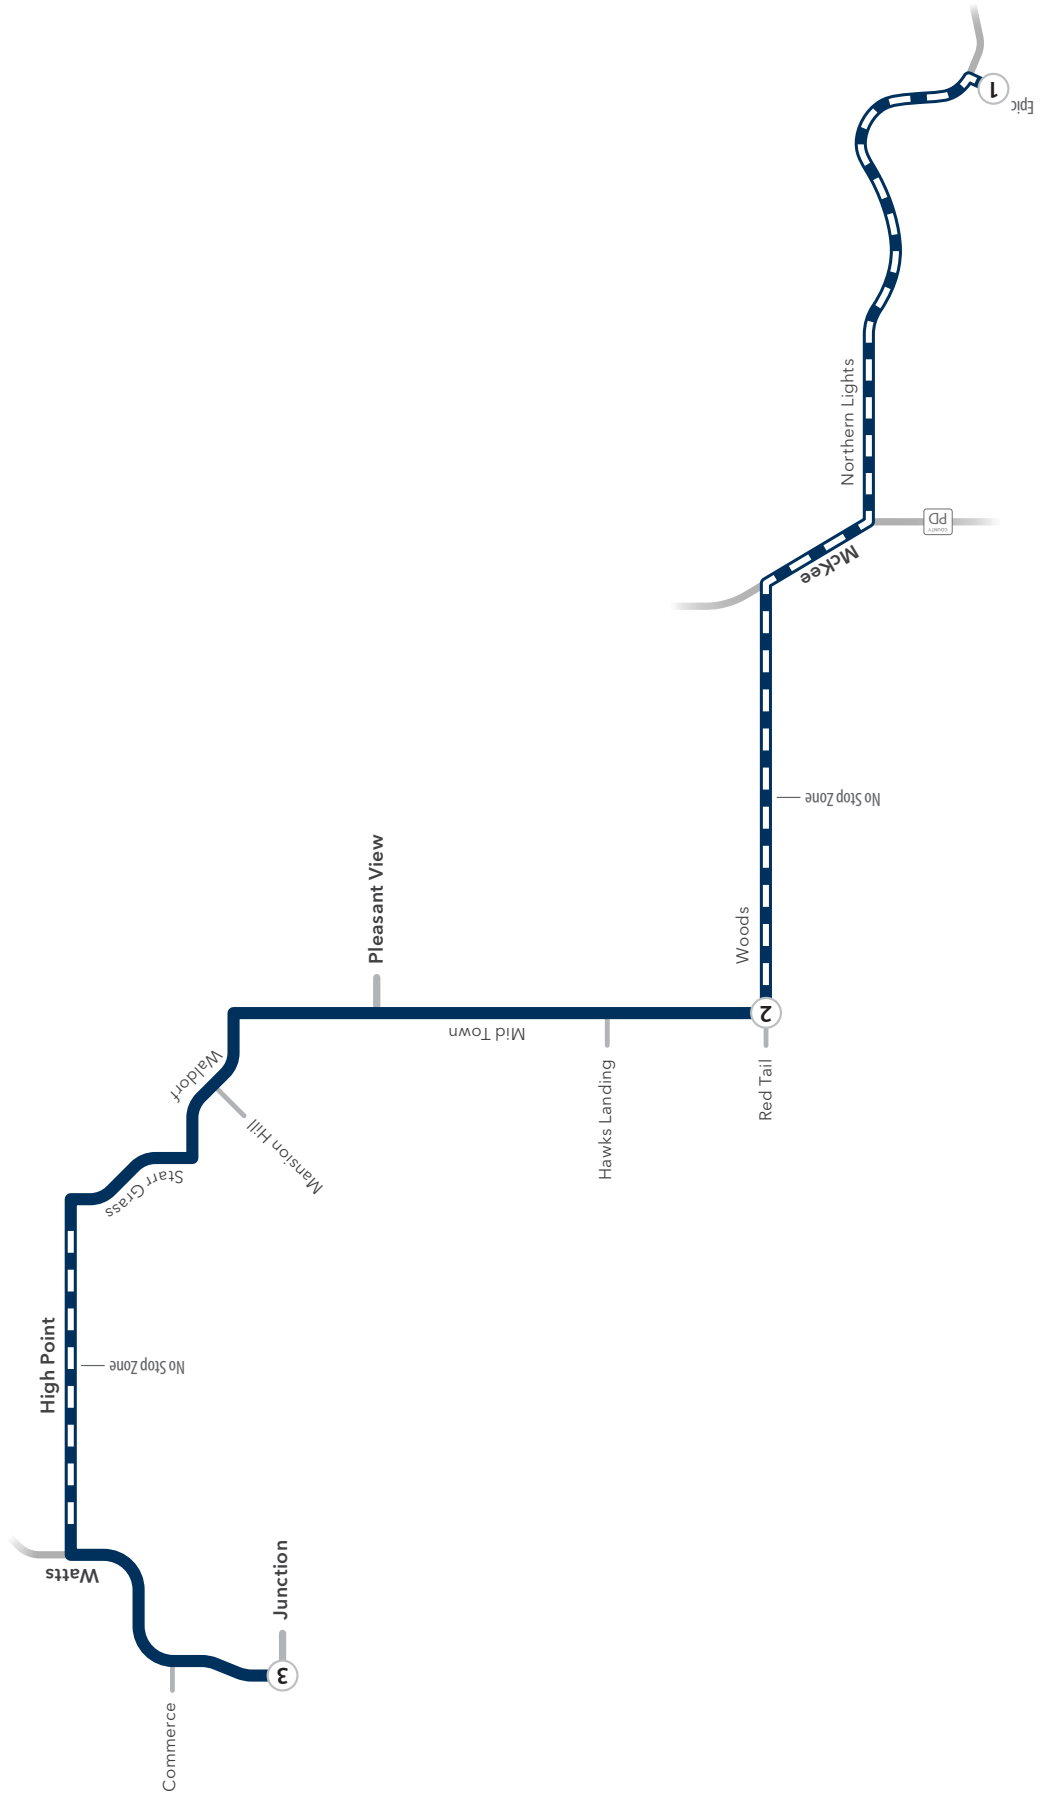 1
Epic
Northern Lights
COUNTY
PD
McKee
No Stop Zone
Woods
Pleasant View
2
Mid Town
Red Tail
Hawks Landing
Waldorf
Mansion Hill
Starr Grass
High Point
No Stop Zone
Watts
Junction
3
Commerce